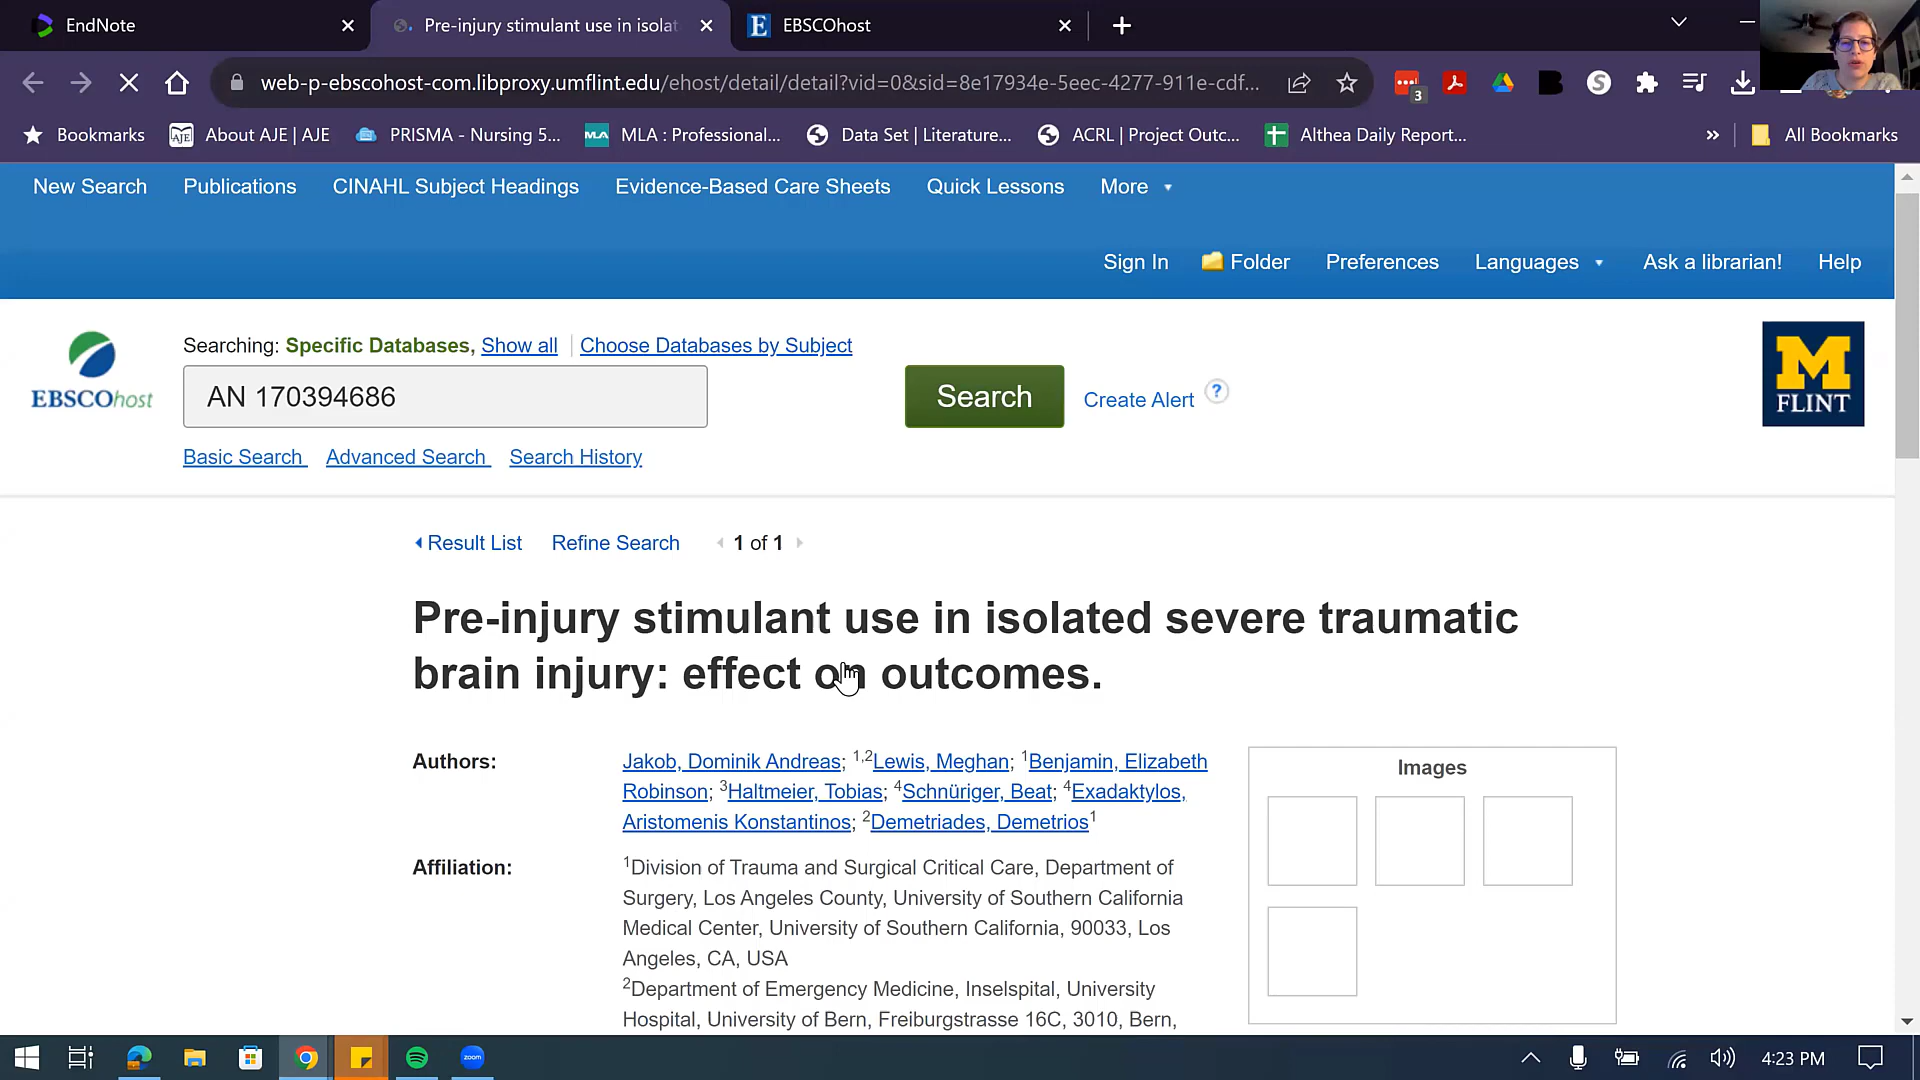 EndNote
Pre-injury stimulant use in isolat
EBSCOhost
web-p-ebscohost-com.libproxy.umflint.edu/ehost/detail/detail?vid=0&sid=8e17934e-5eec-4277-911e-cdf...
3
Bookmarks
About AJE | AJE
PRISMA - Nursing 5...
MLA : Professional...
Data Set | Literature...
ACRL | Project Outc...
Althea Daily Report...
»
All Bookmarks
New Search
Publications
CINAHL Subject Headings
Evidence-Based Care Sheets
Quick Lessons
More
Sign In
Folder
Preferences
Languages
Ask a librarian!
Help
EBSCOhost
Searching: Specific Databases, Show all
Choose Databases by Subject
AN 170394686
Search
Create Alert
?
M
FLINT
Basic Search
Advanced Search
Search History
Result List
Refine Search
1 of 1
Pre-injury stimulant use in isolated severe traumatic
brain injury: effect on outcomes.
Authors:
Jakob, Dominik Andreas; 1,2Lewis, Meghan; 1Benjamin, Elizabeth
Robinson; 3Haltmeier, Tobias; 4Schnüriger, Beat; 4Exadaktylos,
Aristomenis Konstantinos; 2Demetriades, Demetrios1
Images
Affiliation:
1Division of Trauma and Surgical Critical Care, Department of
Surgery, Los Angeles County, University of Southern California
Medical Center, University of Southern California, 90033, Los
Angeles, CA, USA
2Department of Emergency Medicine, Inselspital, University
Hospital, University of Bern, Freiburgstrasse 16C, 3010, Bern,
zoom
4:23 PM